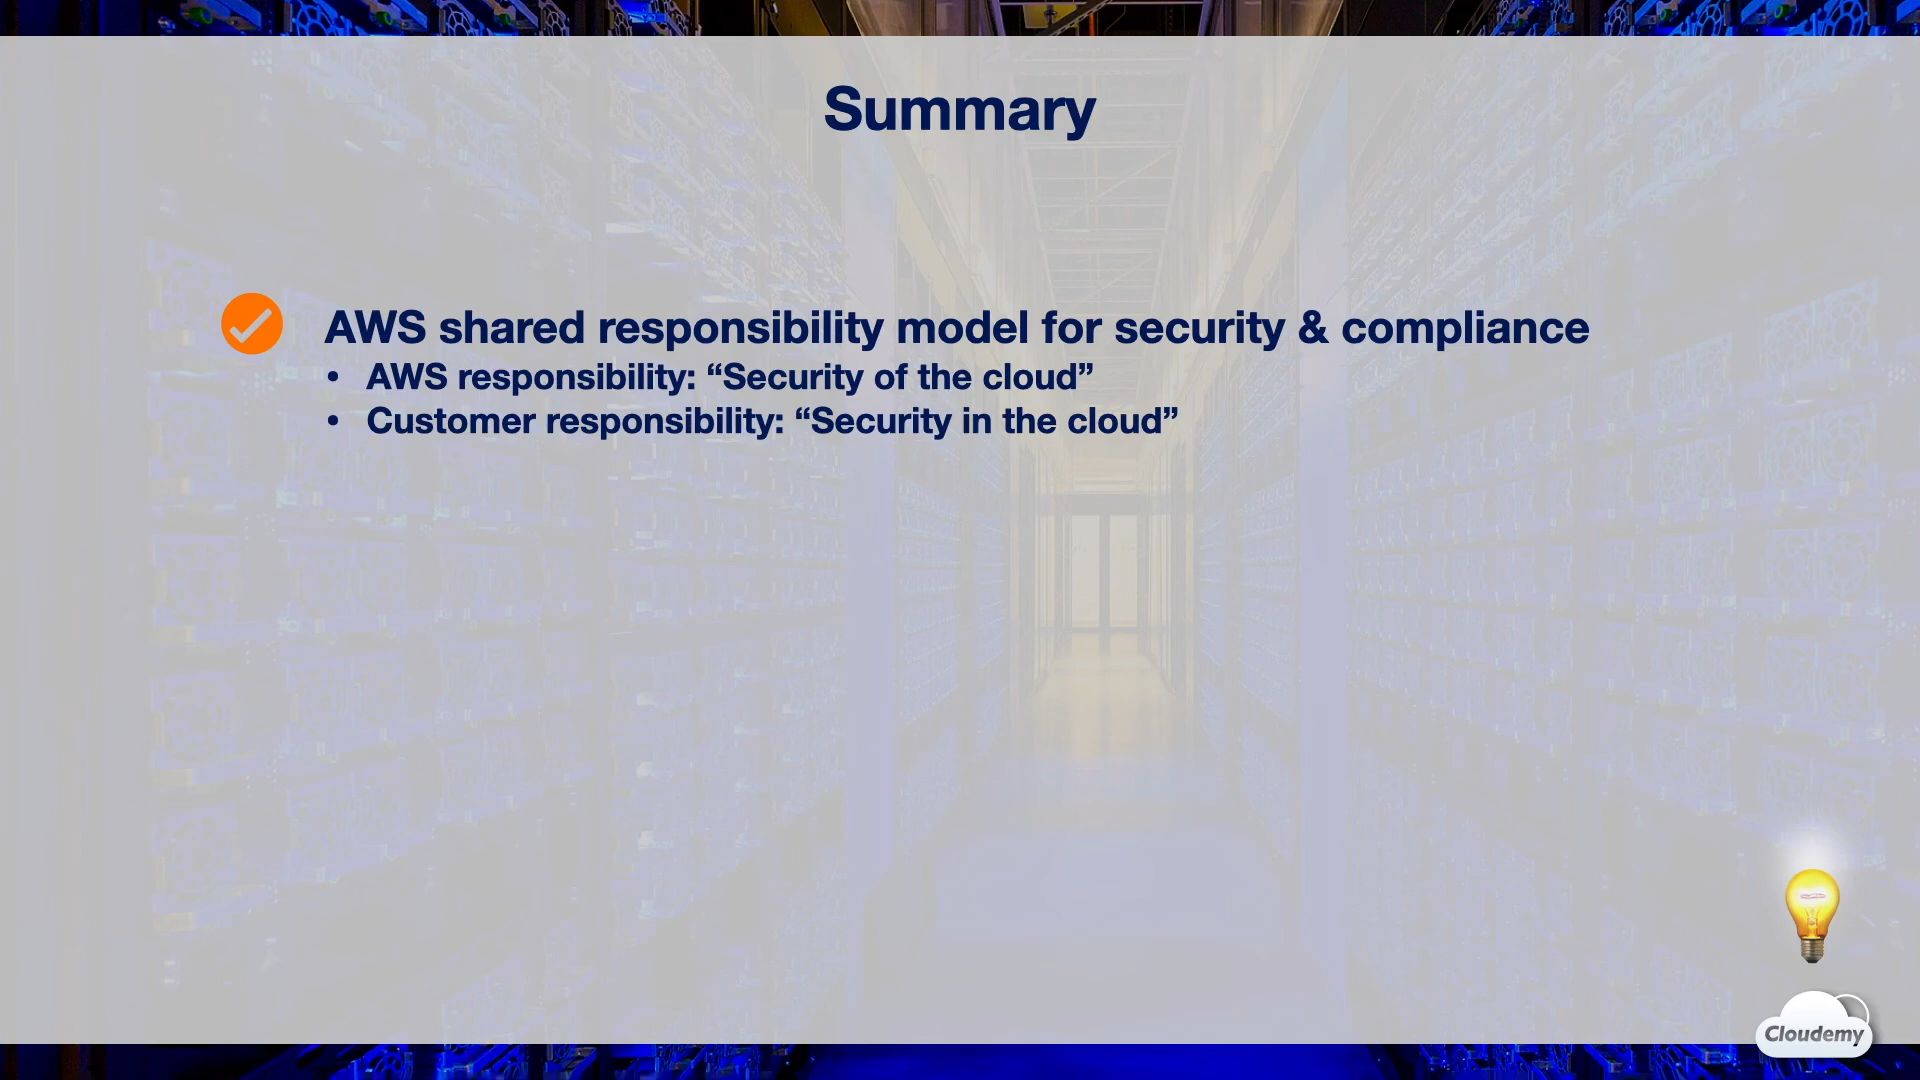 Summary
AWS shared responsibility model for security & compliance
• AWS responsibility: “Security of the cloud”
• Customer responsibility: “Security in the cloud”
Cloudemy